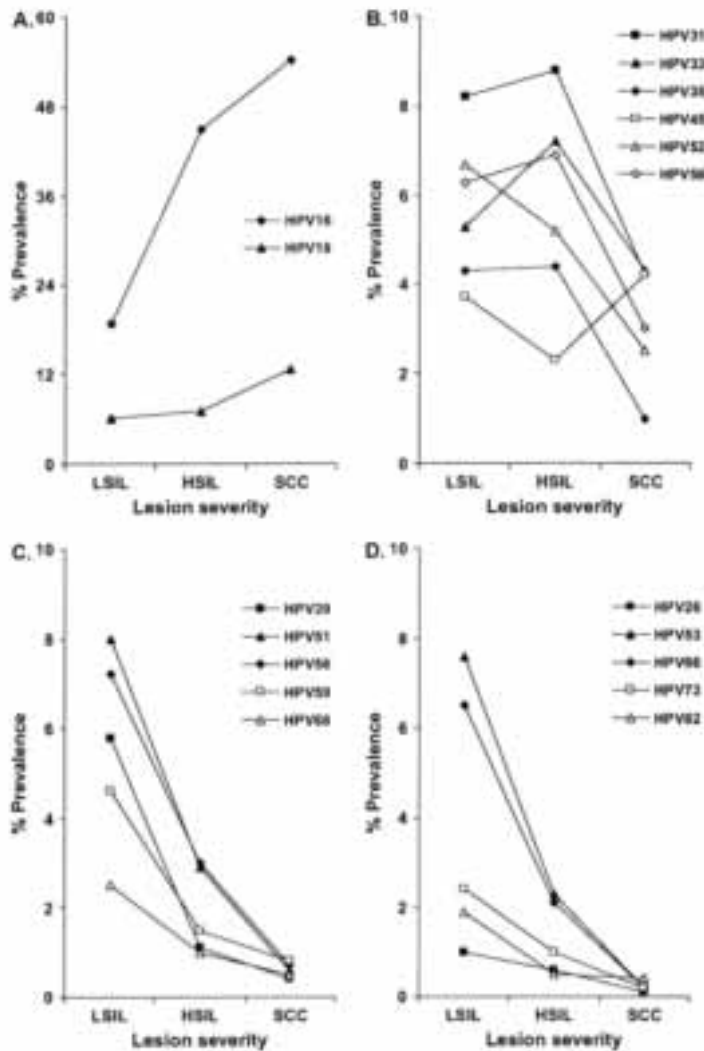 A.
60
48
36
24
12
0
% Prevalence
HPV16
HPV18
LSIL HSIL SCC
Lesion severity
B.
10
8
6
4
2
0
% Prevalence
HPV31
HPV33
HPV35
HPV45
HPV52
HPV58
LSIL HSIL SCC
Lesion severity
C.
10
8
6
4
2
0
% Prevalence
HPV39
HPV51
HPV56
HPV59
HPV68
LSIL HSIL SCC
Lesion severity
D.
10
8
6
4
2
0
% Prevalence
HPV26
HPV53
HPV66
HPV73
HPV82
LSIL HSIL SCC
Lesion severity